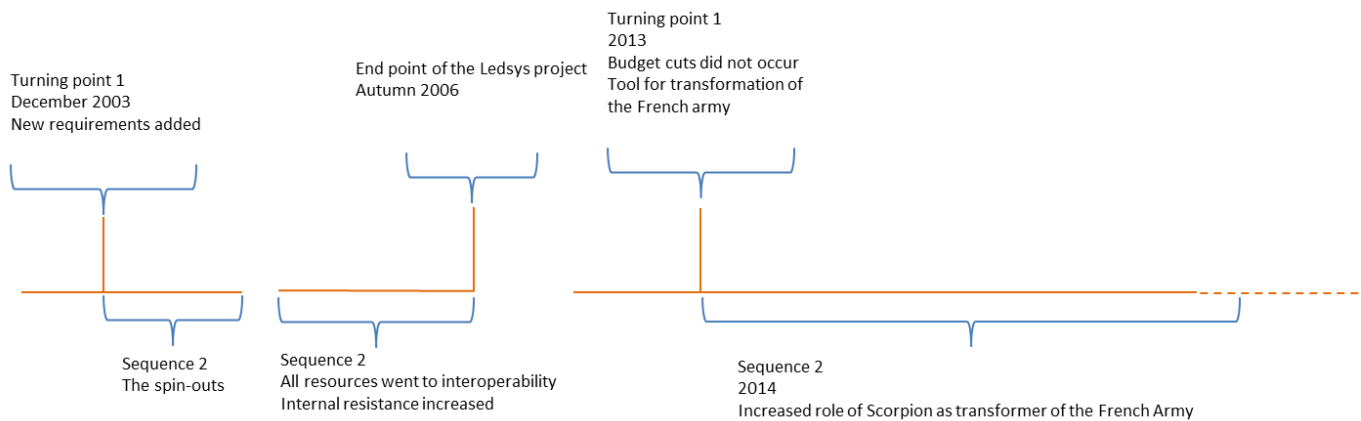 Turning point 1
December 2003
New requirements added
End point of the Ledsys project
Autumn 2006
Turning point 1
2013
Budget cuts did not occur
Tool for transformation of
the French army
Sequence 2
The spin-outs
Sequence 2
All resources went to interoperability
Internal resistance increased
Sequence 2
2014
Increased role of Scorpion as transformer of the French Army